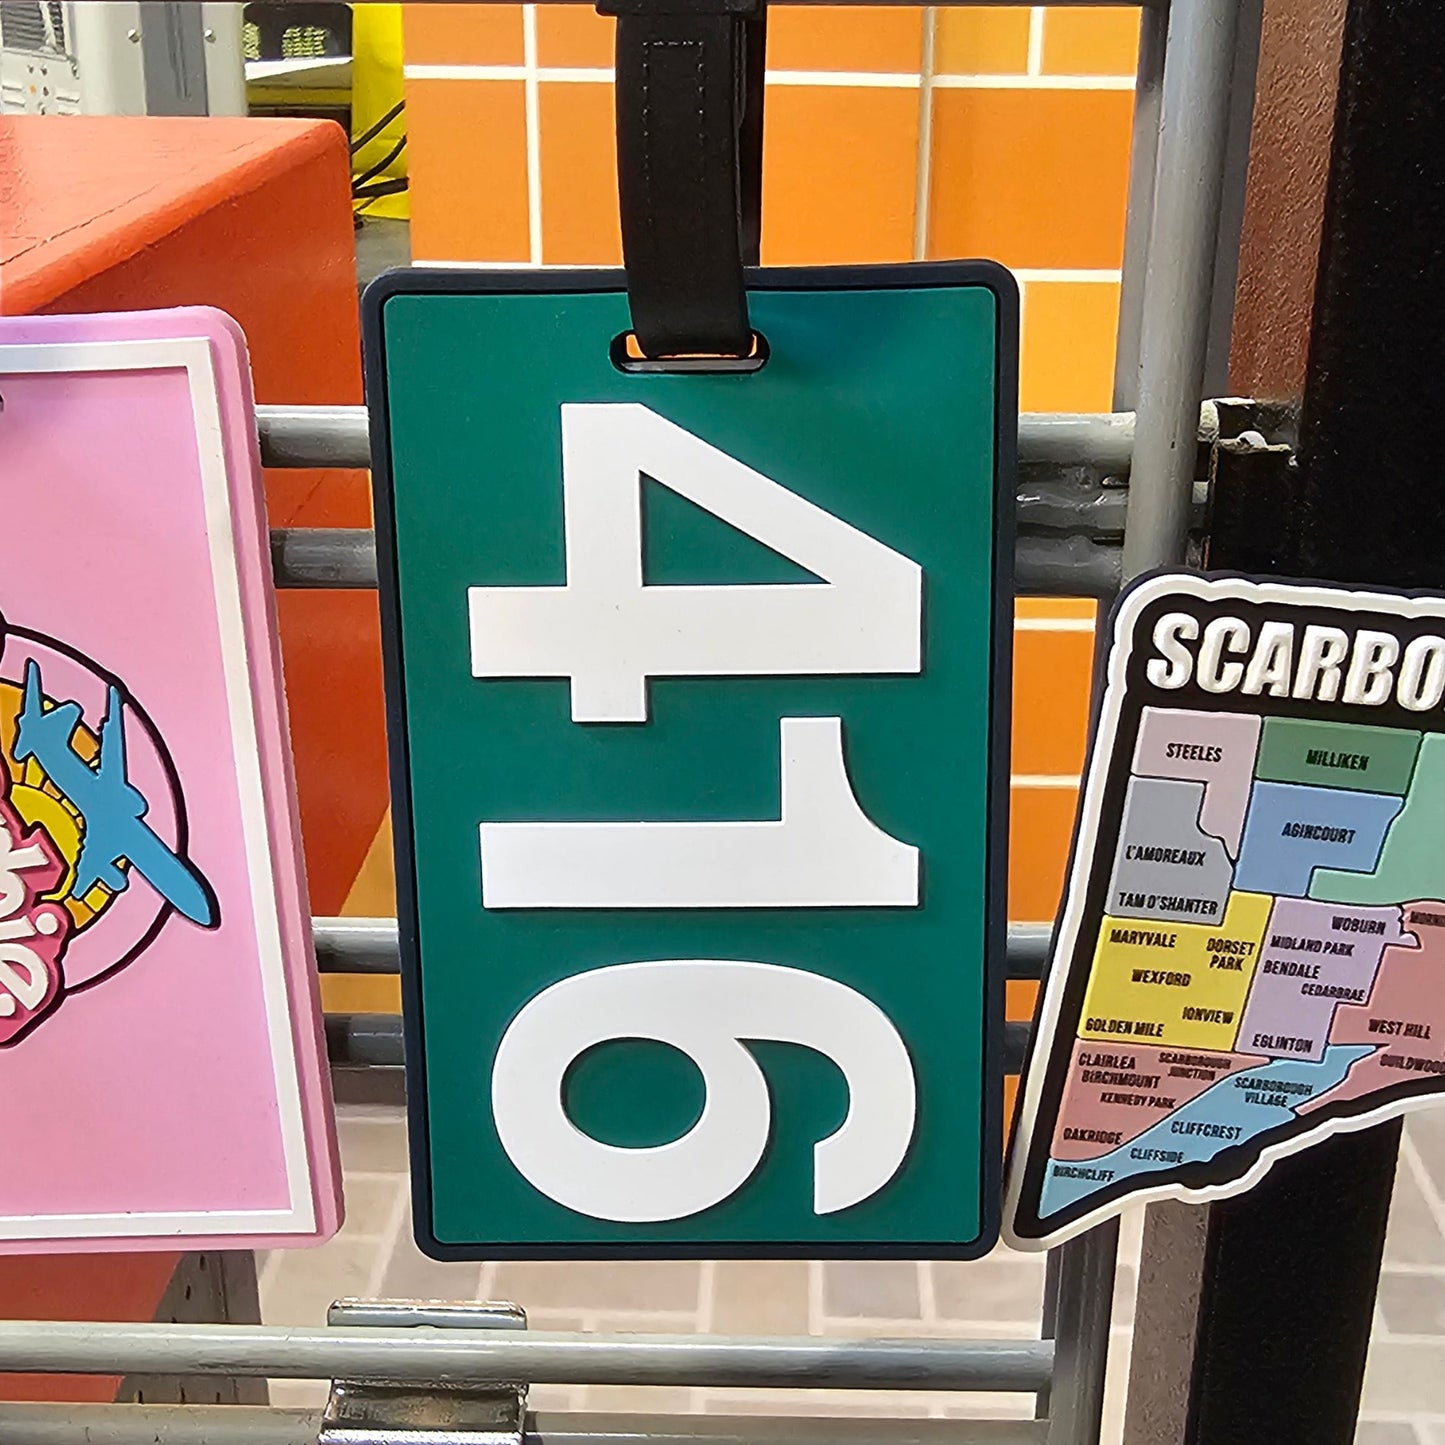 416
SCARBO
STEELES
MILLIKEN
AGINCOURT
L'AMOREAUX
TAM O'SHANTER
MARYVALE
DORSET
PARK
WEXFORD
IONVIEW
GOLDEN MILE
WOBURN
MIDLAND PARK
BENDALE
CEDARBRAE
EGLINTON
WEST HILL
GUILDWOOD
CLAIRLEA
BIRCHMOUNT
SCARBOROUGH
JUNCTION
KENNEDY PARK
OAKRIDGE
SCARBOROUGH
VILLAGE
CLIFFCREST
CLIFFSIDE
BIRCHCLIFF